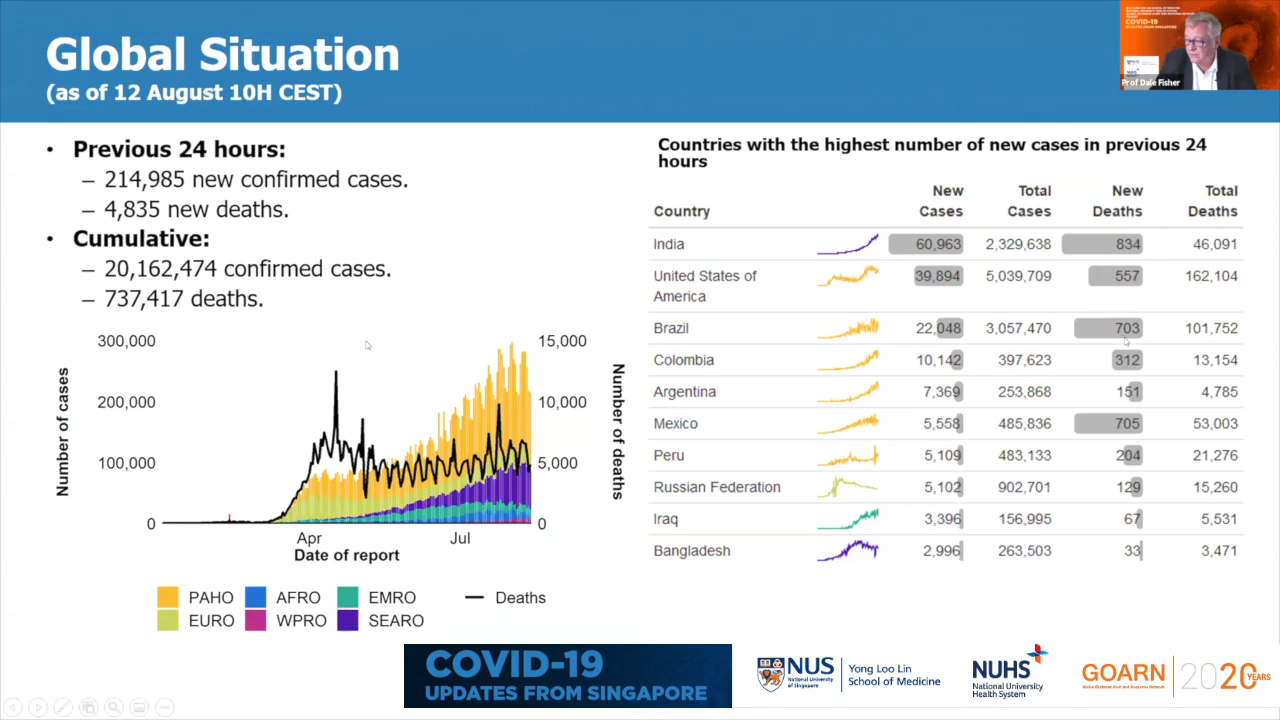 Global Situation
(as of 12 August 10H CEST)
COVID-19
Prof Dale Fisher
• Previous 24 hours:
– 214,985 new confirmed cases.
– 4,835 new deaths.
• Cumulative:
– 20,162,474 confirmed cases.
– 737,417 deaths.
Number of cases
300,000
200,000
100,000
0
15,000
10,000
5,000
0
Number of deaths
Apr
Jul
Date of report
PAHO AFRO EMRO Deaths
EURO WPRO SEARO
Countries with the highest number of new cases in previous 24
hours
New Total New Total
Country Cases Cases Deaths Deaths
India 60,963 2,329,638 834 46,091
United States of 39,894 5,039,709 557 162,104
America
Brazil 22,048 3,057,470 703 101,752
Colombia 10,142 397,623 312 13,154
Argentina 7,369 253,868 151 4,785
Mexico 5,558 485,836 705 53,003
Peru 5,109 483,133 204 21,276
Russian Federation 5,102 902,701 129 15,260
Iraq 3,396 156,995 67 5,531
Bangladesh 2,996 263,503 33 3,471
COVID-19
UPDATES FROM SINGAPORE
NUS
National University
of Singapore
Yong Loo Lin
School of Medicine
NUHS
National University
Health System
GOARN
Global Outbreak Alert and Response Network
2020 YEARS